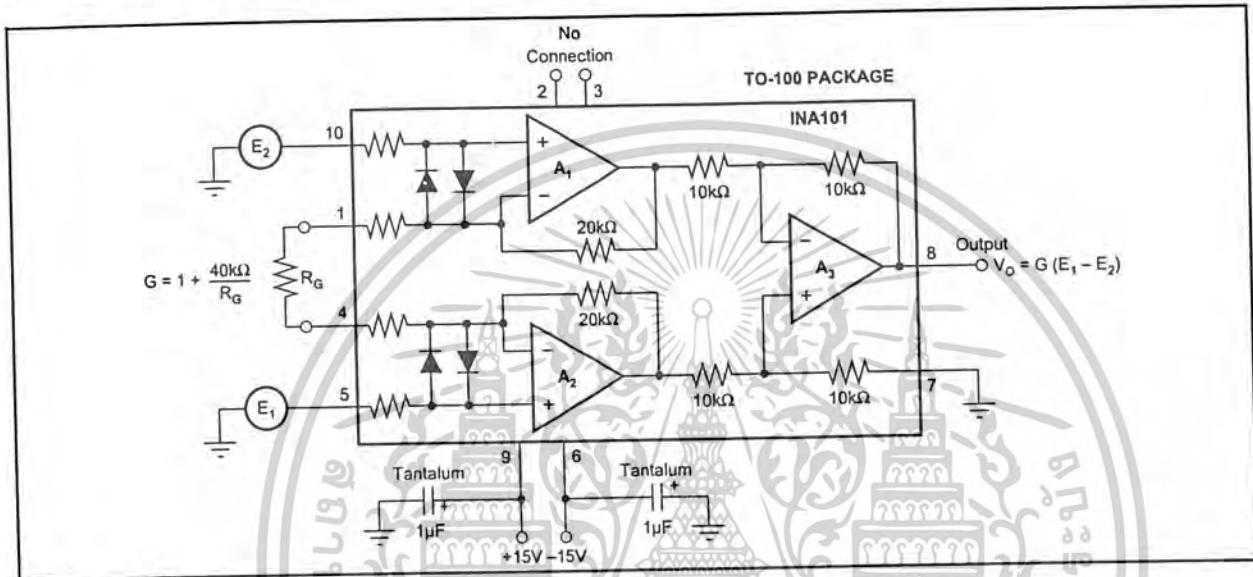 No
Connection
TO-100 PACKAGE
2
3
INA101
E2
10
+
A1
−
10kΩ
10kΩ
1
20kΩ
G = 1 + 40kΩ/RG
RG
−
A3
+
8
Output
VO = G (E1 – E2)
4
20kΩ
−
A2
+
10kΩ
10kΩ
7
E1
5
9
6
Tantalum
+
1µF
Tantalum
+
1µF
+15V
–15V